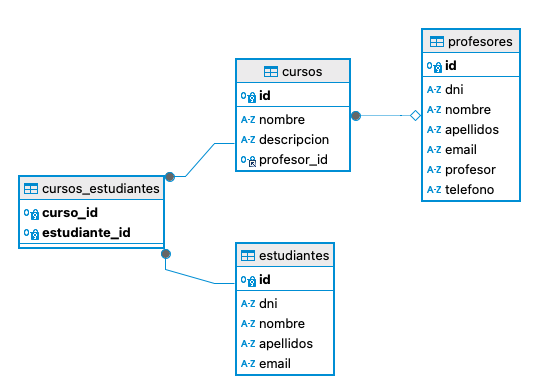 profesores
id
dni
nombre
apellidos
email
profesor
telefono
cursos
id
nombre
descripcion
profesor_id
cursos_estudiantes
curso_id
estudiante_id
estudiantes
id
dni
nombre
apellidos
email